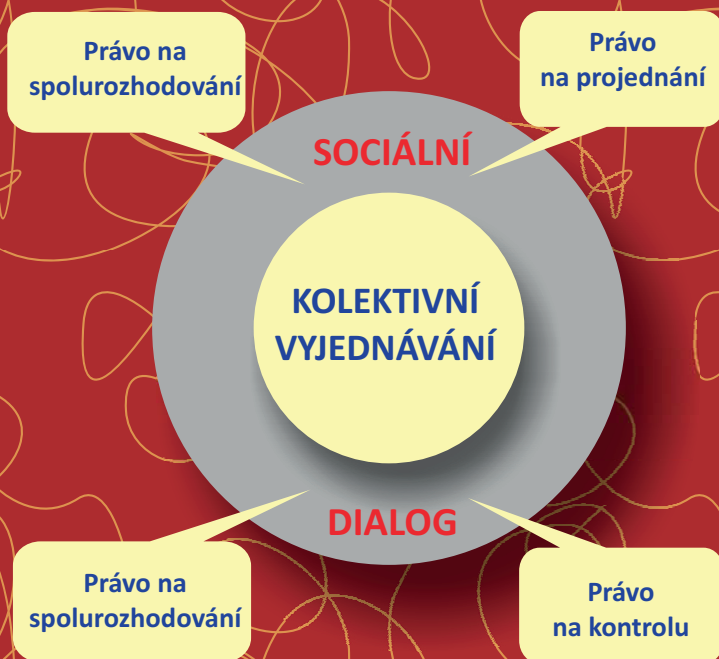 Právo na
spolurozhodování
Právo
na projednání
SOCIÁLNÍ
KOLEKTIVNÍ
VYJEDNÁVÁNÍ
DIALOG
Právo na
spolurozhodování
Právo
na kontrolu